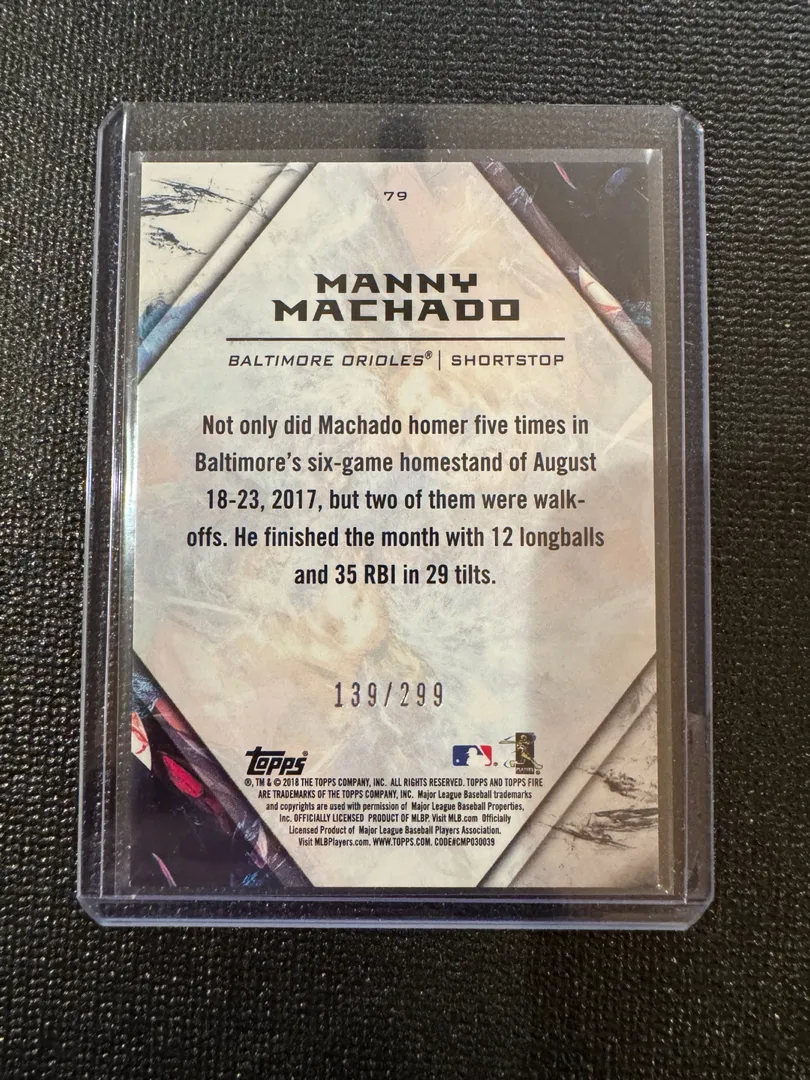 79
MANNY
MACHADO
BALTIMORE ORIOLES® | SHORTSTOP
Not only did Machado homer five times in
Baltimore's six-game homestand of August
18-23, 2017, but two of them were walk-
offs. He finished the month with 12 longballs
and 35 RBI in 29 tilts.
139/299
Topps®
®, TM & © 2018 THE TOPPS COMPANY, INC. ALL RIGHTS RESERVED. TOPPS AND TOPPS FIRE
ARE TRADEMARKS OF THE TOPPS COMPANY, INC. Major League Baseball trademarks
and copyrights are used with permission of Major League Baseball Properties,
Inc. OFFICIALLY LICENSED PRODUCT OF MLBP. Visit MLB.com Officially
Licensed Product of Major League Baseball Players Association.
Visit MLBPlayers.com. WWW.TOPPS.COM. CODE#CMP030039